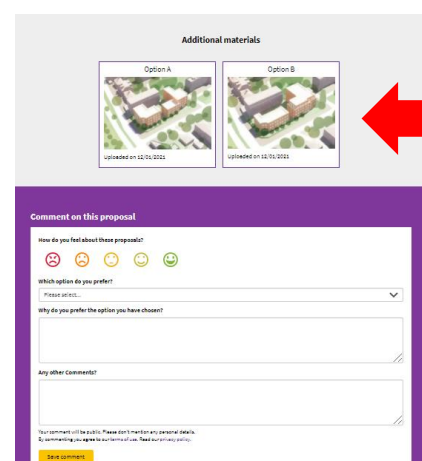 Additional materials
Option A Option B
Uploaded on 12/01/2021 Uploaded on 12/01/2021
Comment on this proposal
How do you feel about these proposals?
Which option do you prefer?
Please select...
Why do you prefer the option you have chosen?
Any other Comments?
Your comment will be public. Please don't mention any personal details.
By commenting you agree to our terms of use. Read our privacy policy.
Save comment